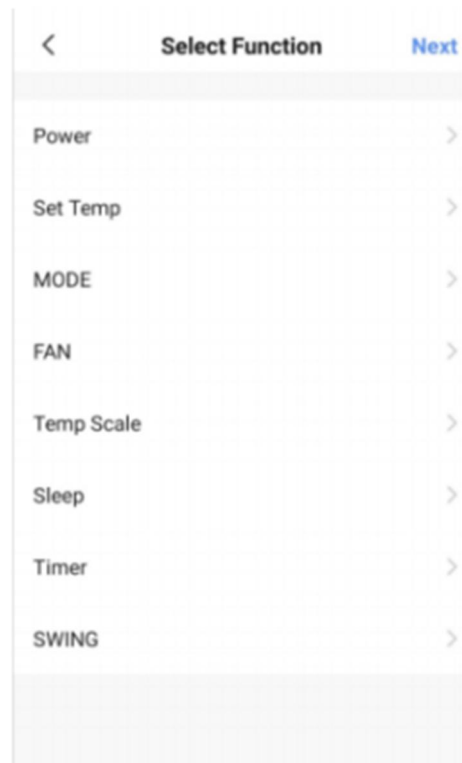 Select Function Next
Power
Set Temp
MODE
FAN
Temp Scale
Sleep
Timer
SWING